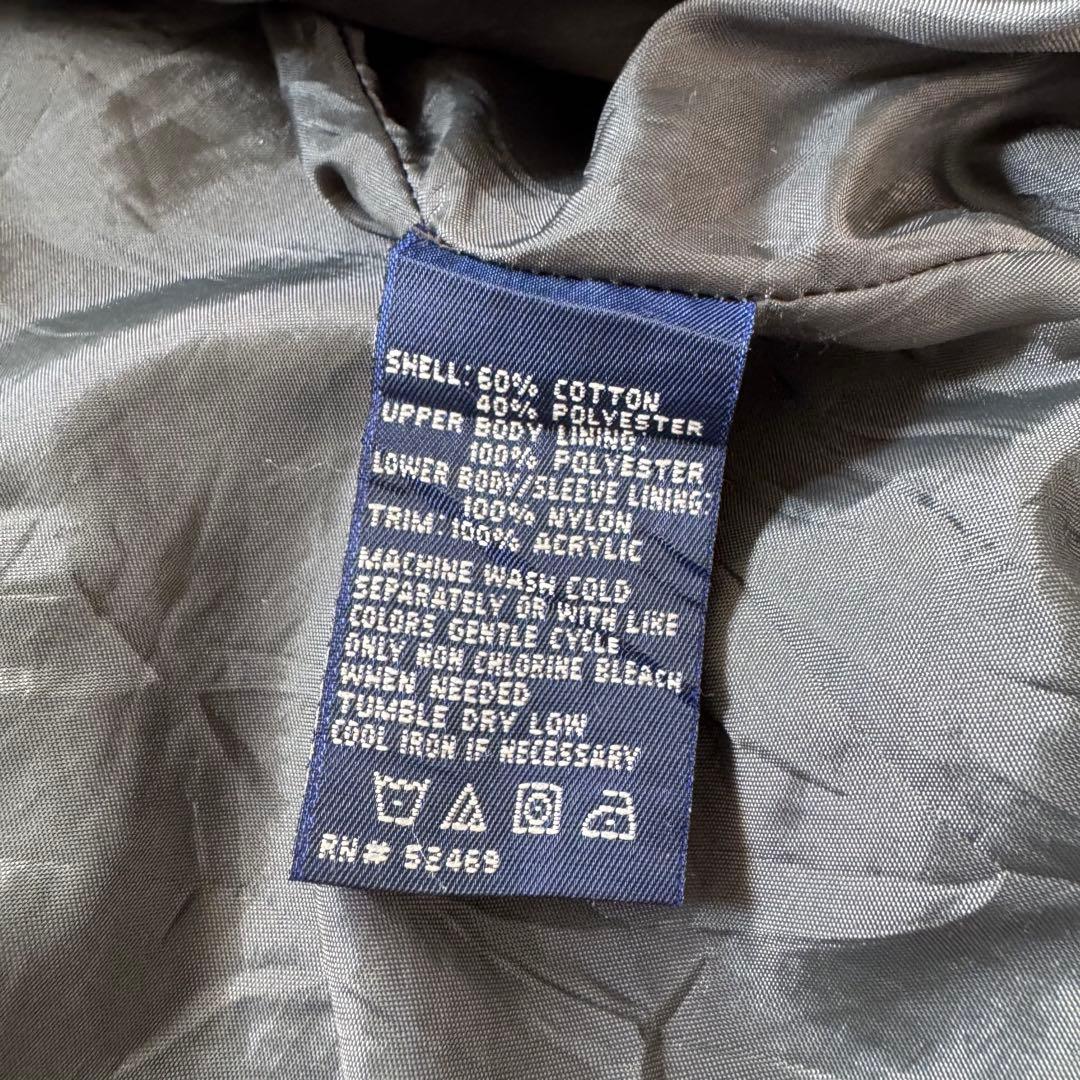 SHELL: 60% COTTON
40% POLYESTER
UPPER BODY LINING:
100% POLYESTER
LOWER BODY/SLEEVE LINING:
100% NYLON
TRIM: 100% ACRYLIC
MACHINE WASH COLD
SEPARATELY OR WITH LIKE
COLORS GENTLE CYCLE
ONLY NON CHLORINE BLEACH
WHEN NEEDED
TUMBLE DRY LOW
COOL IRON IF NECESSARY
RN # 52469